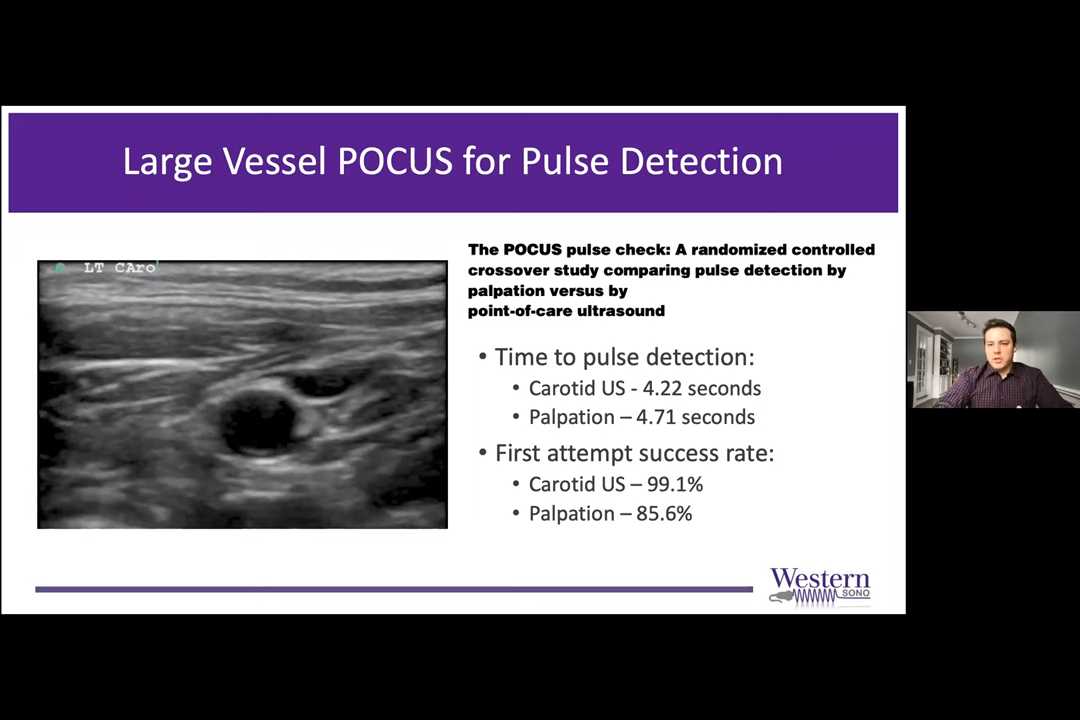 Large Vessel POCUS for Pulse Detection
LT CAro
The POCUS pulse check: A randomized controlled
crossover study comparing pulse detection by
palpation versus by
point-of-care ultrasound
• Time to pulse detection:
• Carotid US - 4.22 seconds
• Palpation – 4.71 seconds
• First attempt success rate:
• Carotid US – 99.1%
• Palpation – 85.6%
Western
SONO